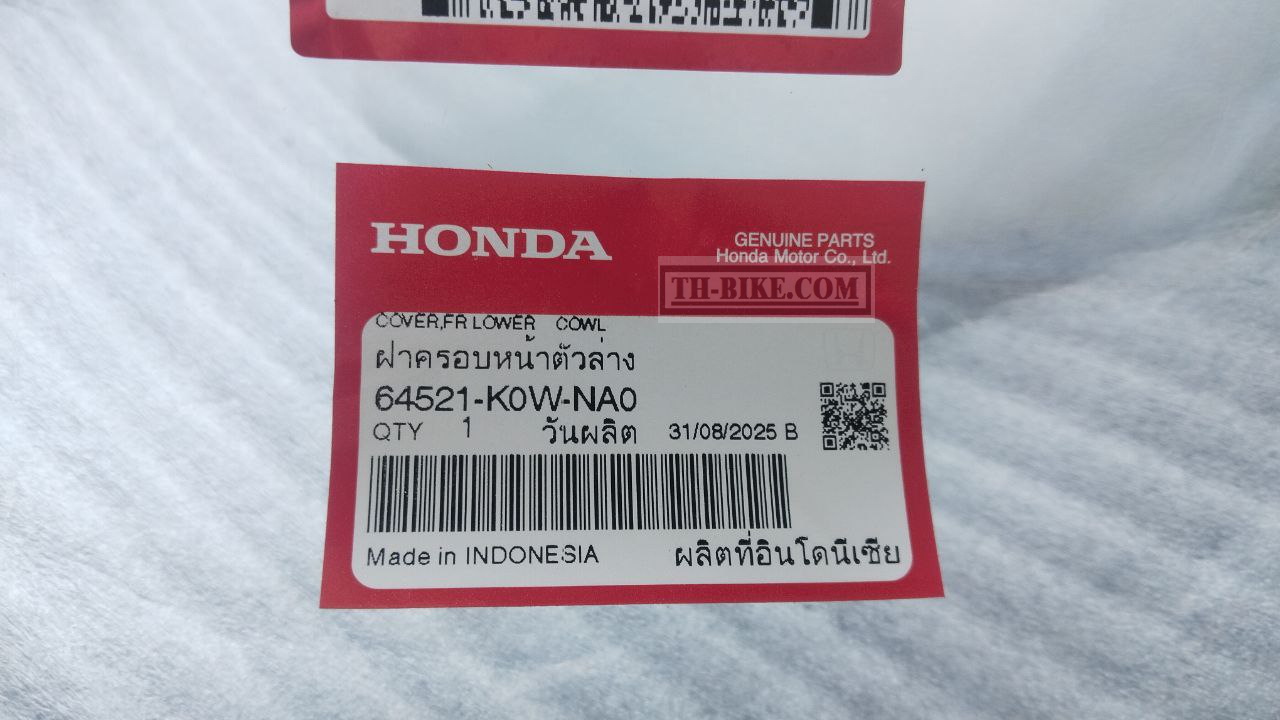 HONDA
GENUINE PARTS
Honda Motor Co., Ltd.
TH-BIKE.COM
COVER,FR LOWER COWL
ฝาครอบหน้าตัวล่าง
64521-K0W-NA0
QTY 1 วันผลิต 31/08/2025 B
Made in INDONESIA ผลิตที่อินโดนีเซีย